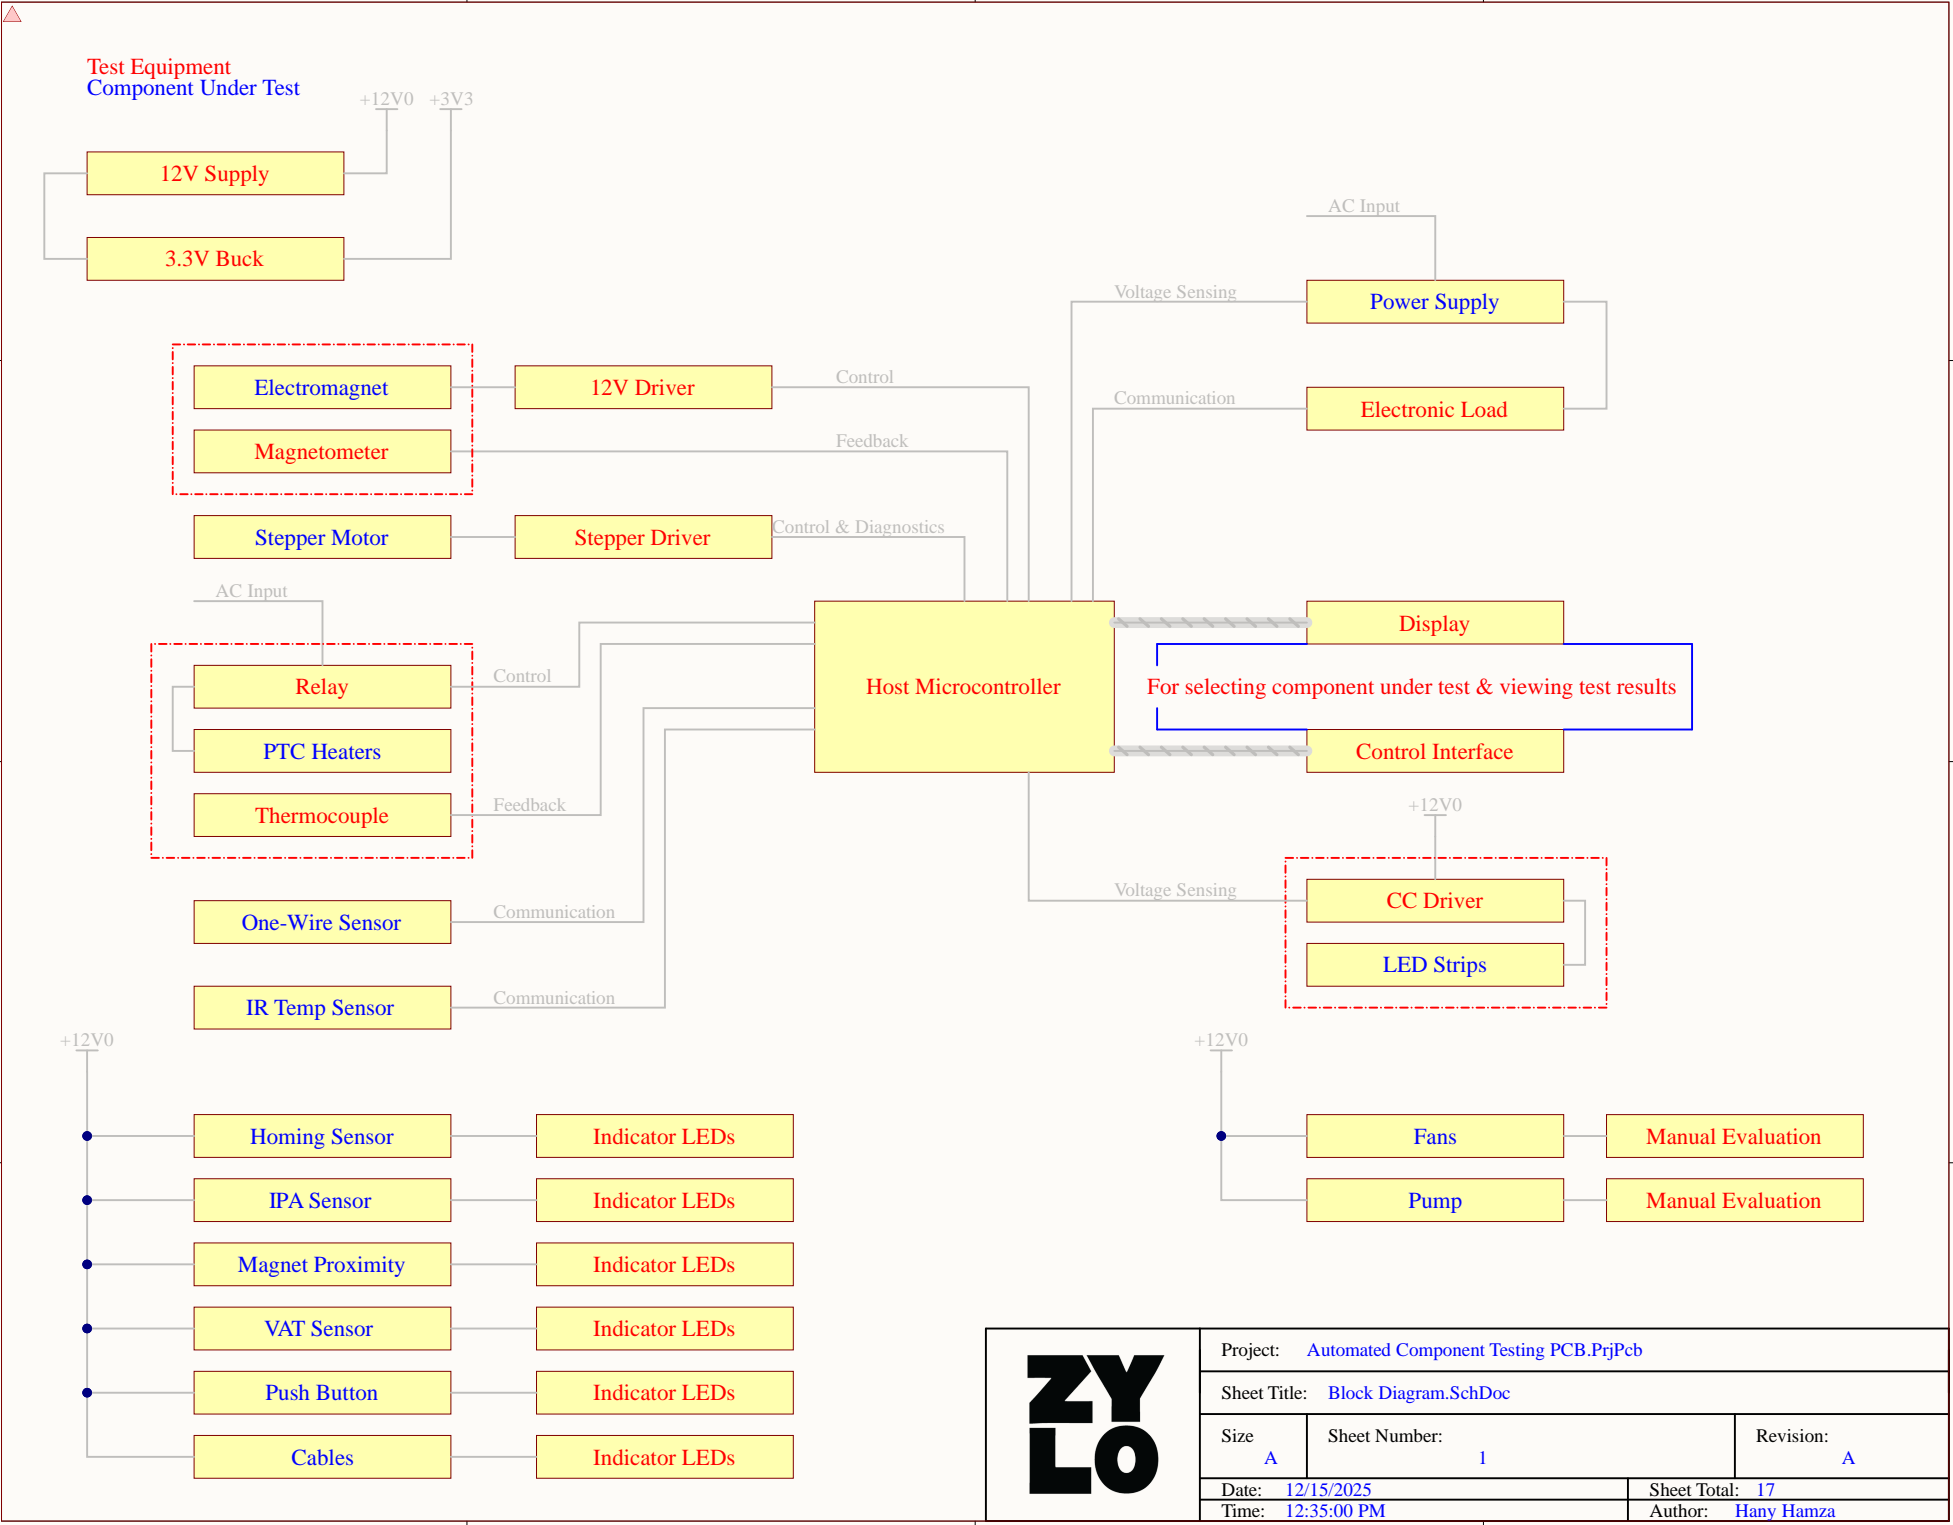 Test Equipment
Component Under Test
+12V0 +3V3
12V Supply
3.3V Buck
AC Input
Voltage Sensing
Power Supply
Communication
Electronic Load
Electromagnet
12V Driver
Control
Magnetometer
Feedback
Stepper Motor
Stepper Driver
Control & Diagnostics
AC Input
Relay
Control
PTC Heaters
Thermocouple
Feedback
Host Microcontroller
Display
For selecting component under test & viewing test results
Control Interface
+12V0
Voltage Sensing
CC Driver
LED Strips
One-Wire Sensor
Communication
IR Temp Sensor
Communication
+12V0
Homing Sensor
Indicator LEDs
IPA Sensor
Indicator LEDs
Magnet Proximity
Indicator LEDs
VAT Sensor
Indicator LEDs
Push Button
Indicator LEDs
Cables
Indicator LEDs
+12V0
Fans
Manual Evaluation
Pump
Manual Evaluation
ZY
LO
Project: Automated Component Testing PCB.PrjPcb
Sheet Title: Block Diagram.SchDoc
Size
A
Sheet Number:
1
Revision:
A
Date: 12/15/2025
Sheet Total: 17
Time: 12:35:00 PM
Author: Hany Hamza